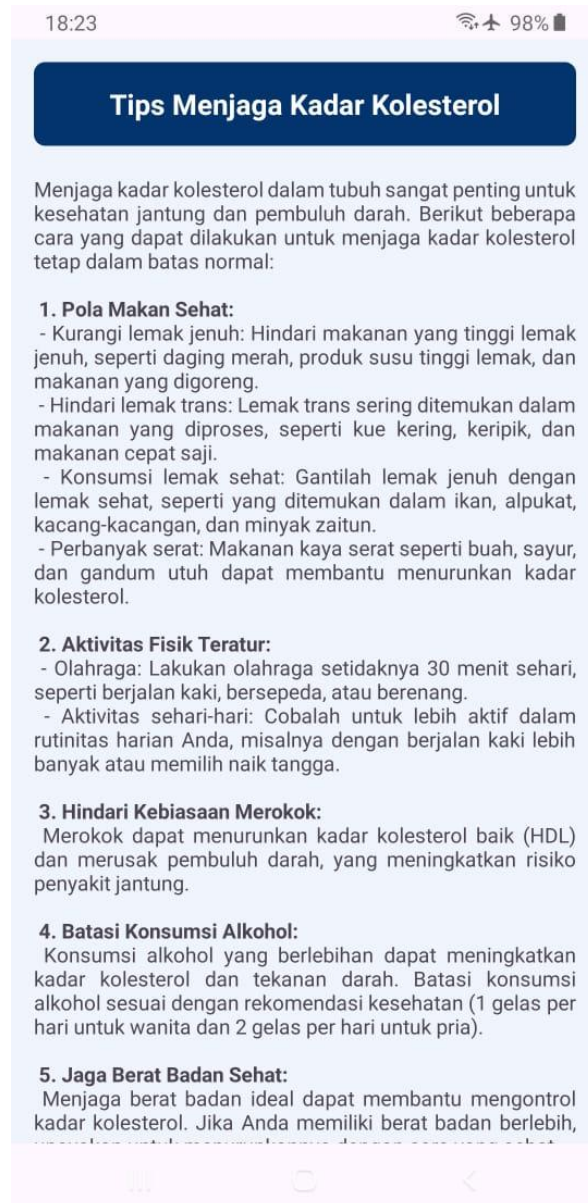 18:23
98%
Tips Menjaga Kadar Kolesterol
Menjaga kadar kolesterol dalam tubuh sangat penting untuk
kesehatan jantung dan pembuluh darah. Berikut beberapa
cara yang dapat dilakukan untuk menjaga kadar kolesterol
tetap dalam batas normal:
1. Pola Makan Sehat:
- Kurangi lemak jenuh: Hindari makanan yang tinggi lemak
jenuh, seperti daging merah, produk susu tinggi lemak, dan
makanan yang digoreng.
- Hindari lemak trans: Lemak trans sering ditemukan dalam
makanan yang diproses, seperti kue kering, keripik, dan
makanan cepat saji.
- Konsumsi lemak sehat: Gantilah lemak jenuh dengan
lemak sehat, seperti yang ditemukan dalam ikan, alpukat,
kacang-kacangan, dan minyak zaitun.
- Perbanyak serat: Makanan kaya serat seperti buah, sayur,
dan gandum utuh dapat membantu menurunkan kadar
kolesterol.
2. Aktivitas Fisik Teratur:
- Olahraga: Lakukan olahraga setidaknya 30 menit sehari,
seperti berjalan kaki, bersepeda, atau berenang.
- Aktivitas sehari-hari: Cobalah untuk lebih aktif dalam
rutinitas harian Anda, misalnya dengan berjalan kaki lebih
banyak atau memilih naik tangga.
3. Hindari Kebiasaan Merokok:
Merokok dapat menurunkan kadar kolesterol baik (HDL)
dan merusak pembuluh darah, yang meningkatkan risiko
penyakit jantung.
4. Batasi Konsumsi Alkohol:
Konsumsi alkohol yang berlebihan dapat meningkatkan
kadar kolesterol dan tekanan darah. Batasi konsumsi
alkohol sesuai dengan rekomendasi kesehatan (1 gelas per
hari untuk wanita dan 2 gelas per hari untuk pria).
5. Jaga Berat Badan Sehat:
Menjaga berat badan ideal dapat membantu mengontrol
kadar kolesterol. Jika Anda memiliki berat badan berlebih,